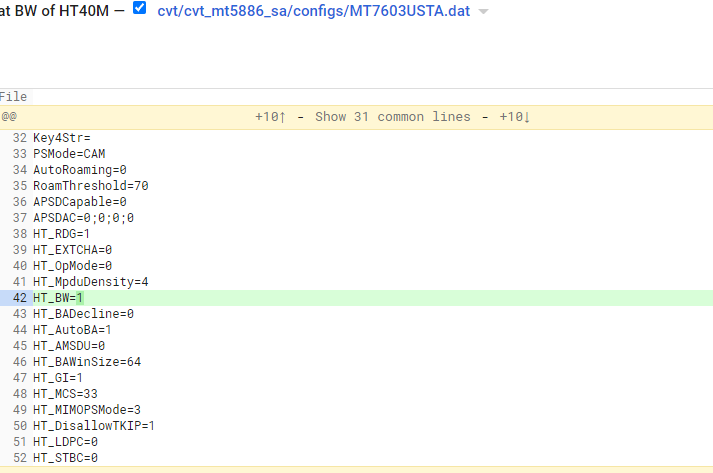 at BW of HT40M — cvt/cvt_mt5886_sa/configs/MT7603USTA.dat
File
@@ +10↑ - Show 31 common lines - +10↓
32 Key4Str=
33 PSMode=CAM
34 AutoRoaming=0
35 RoamThreshold=70
36 APSDCapable=0
37 APSDAC=0;0;0;0
38 HT_RDG=1
39 HT_EXTCHA=0
40 HT_OpMode=0
41 HT_MpduDensity=4
42 HT_BW=1
43 HT_BADecline=0
44 HT_AutoBA=1
45 HT_AMSDU=0
46 HT_BAWinSize=64
47 HT_GI=1
48 HT_MCS=33
49 HT_MIMOPSMode=3
50 HT_DisallowTKIP=1
51 HT_LDPC=0
52 HT_STBC=0